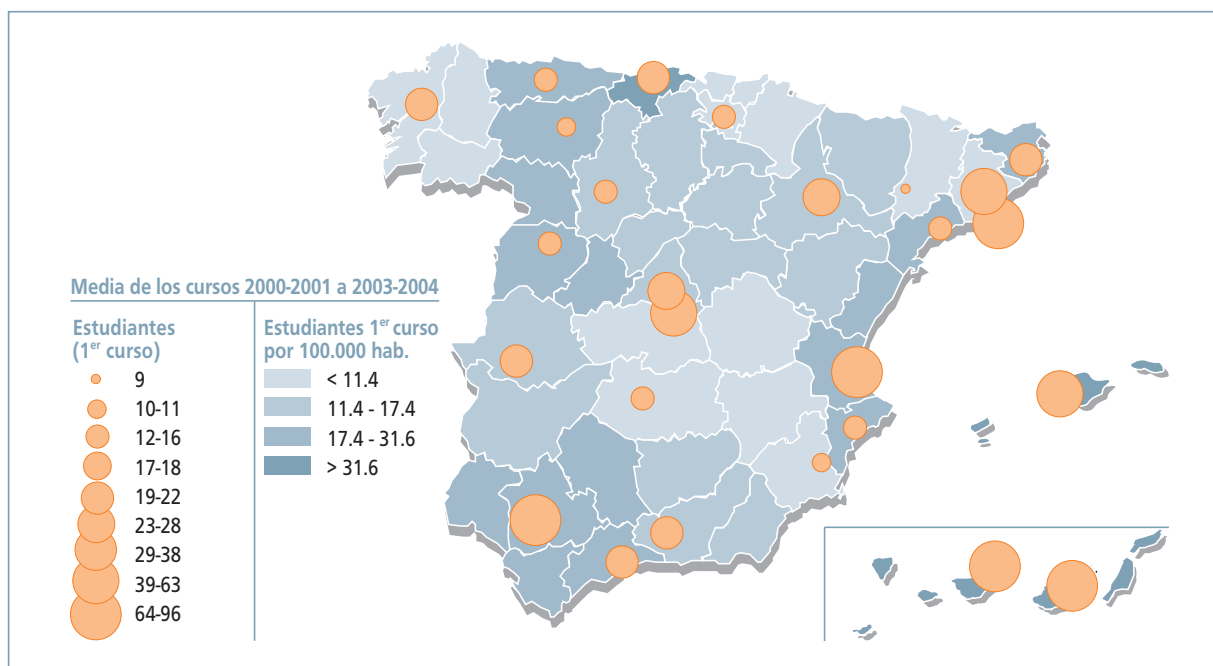 Media de los cursos 2000-2001 a 2003-2004
Estudiantes
(1er curso)
9
10-11
12-16
17-18
19-22
23-28
29-38
39-63
64-96
Estudiantes 1er curso
por 100.000 hab.
< 11.4
11.4 - 17.4
17.4 - 31.6
> 31.6